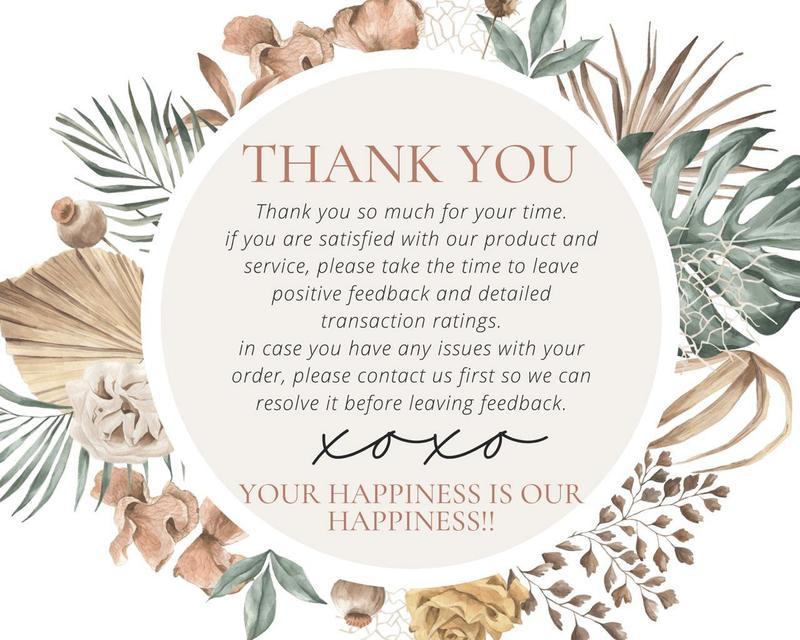 THANK YOU
Thank you so much for your time.
if you are satisfied with our product and
service, please take the time to leave
positive feedback and detailed
transaction ratings.
in case you have any issues with your
order, please contact us first so we can
resolve it before leaving feedback.
xoxo
YOUR HAPPINESS IS OUR
HAPPINESS!!